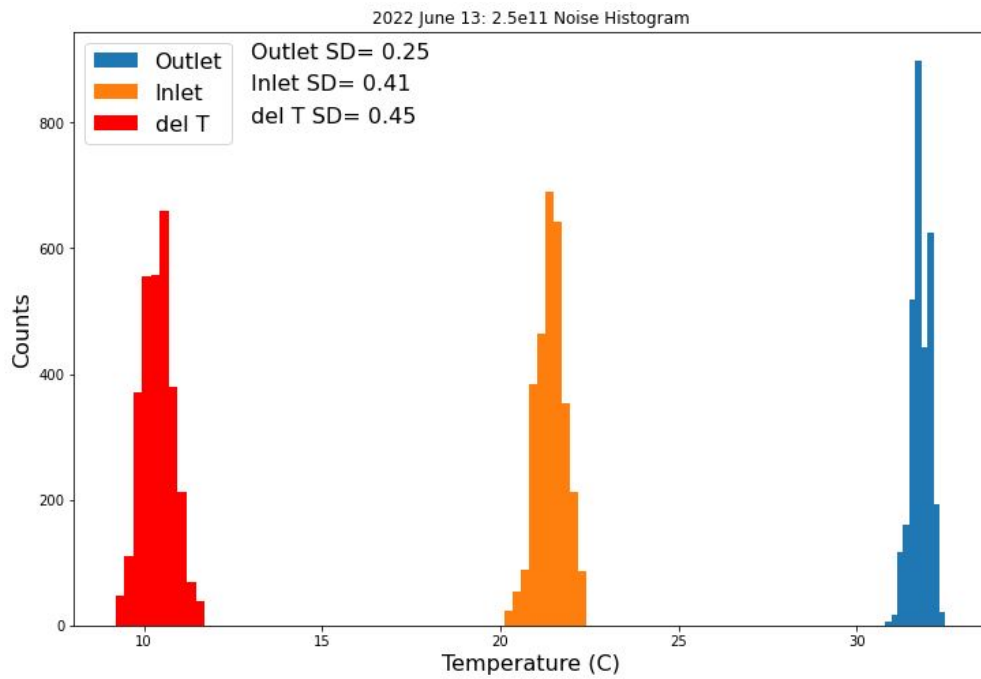 2022 June 13: 2.5e11 Noise Histogram
Outlet
Inlet
del T
Outlet SD= 0.25
Inlet SD= 0.41
del T SD= 0.45
800
600
400
200
0
Counts
10
15
20
25
30
Temperature (C)